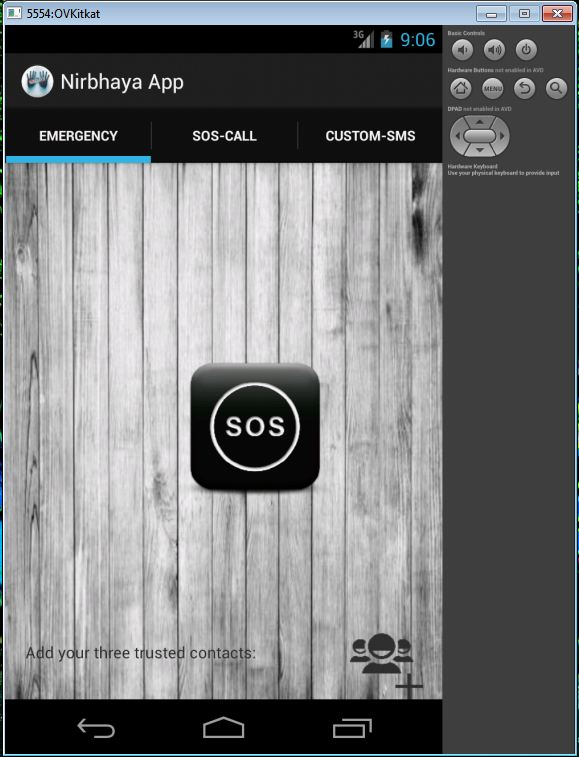 5554:OVKitkat
3G 9:06
Nirbhaya App
EMERGENCY SOS-CALL CUSTOM-SMS
SOS
Add your three trusted contacts:
Basic Controls
Hardware Buttons not enabled in AVD
MENU
DPAD not enabled in AVD
Hardware Keyboard
Use your physical keyboard to provide input